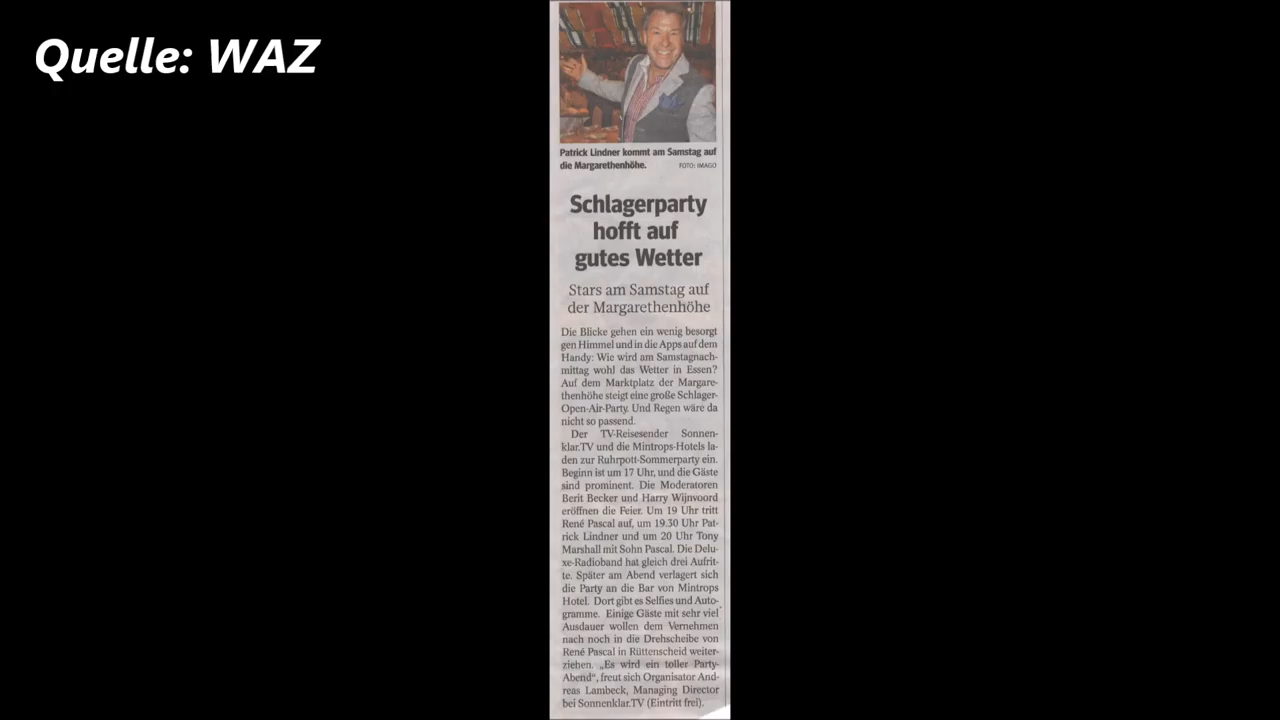 Quelle: WAZ
Patrick Lindner kommt am Samstag auf
die Margarethenhöhe. FOTO: IMAGO
Schlagerparty
hofft auf
gutes Wetter
Stars am Samstag auf
der Margarethenhöhe
Die Blicke gehen ein wenig besorgt
gen Himmel und in die Apps auf dem
Handy: Wie wird am Samstagnach-
mittag wohl das Wetter in Essen?
Auf dem Marktplatz der Margare-
thenhöhe steigt eine große Schlager-
Open-Air-Party. Und Regen wäre da
nicht so passend.
Der TV-Reisesender Sonnen-
klar.TV und die Mintrops-Hotels la-
den zur Ruhrpott-Sommerparty ein.
Beginn ist um 17 Uhr, und die Gäste
sind prominent. Die Moderatoren
Berit Becker und Harry Wijnvoord
eröffnen die Feier. Um 19 Uhr tritt
René Pascal auf, um 19.30 Uhr Pat-
rick Lindner und um 20 Uhr Tony
Marshall mit Sohn Pascal. Die Delu-
xe-Radioband hat gleich drei Auftrit-
te. Später am Abend verlagert sich
die Party an die Bar von Mintrops
Hotel. Dort gibt es Selfies und Auto-
gramme. Einige Gäste mit sehr viel
Ausdauer wollen dem Vernehmen
nach noch in die Drehscheibe von
René Pascal in Rüttenscheid weiter-
ziehen. „Es wird ein toller Party-
Abend“, freut sich Organisator And-
reas Lambeck, Managing Director
bei Sonnenklar.TV (Eintritt frei).